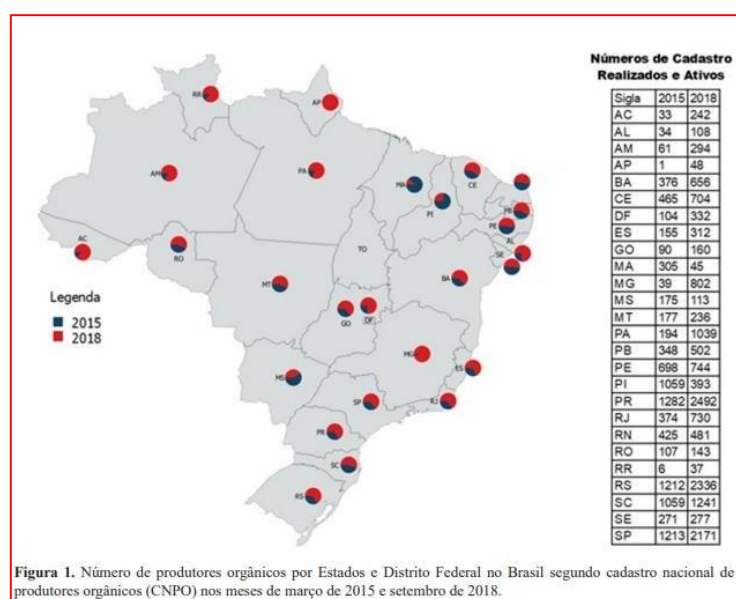 Números de Cadastro
Realizados e Ativos
Sigla 2015 2018
AC 33 242
AL 34 108
AM 61 294
AP 1 48
BA 376 656
CE 465 704
DF 104 332
ES 155 312
GO 90 160
MA 305 45
MG 39 802
MS 175 113
MT 177 236
PA 194 1039
PB 348 502
PE 698 744
PI 1059 393
PR 1282 2492
RJ 374 730
RN 425 481
RO 107 143
RR 6 37
RS 1212 2336
SC 1059 1241
SE 271 277
SP 1213 2171
RR
AP
AM
PA
MA
CE
PI
PB
PE
AL
SE
AC
RO
TO
BA
MT
GO
DF
MG
ES
MS
SP
RJ
PR
SC
RS
Legenda
2015
2018
Figura 1. Número de produtores orgânicos por Estados e Distrito Federal no Brasil segundo cadastro nacional de
produtores orgânicos (CNPO) nos meses de março de 2015 e setembro de 2018.